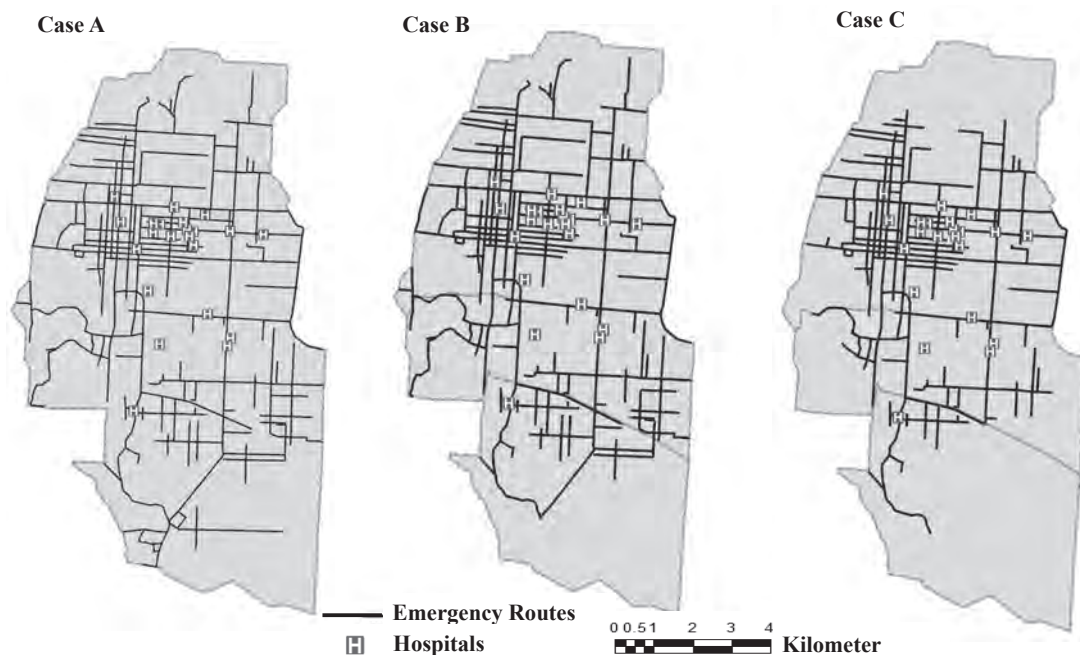 Case A
Case B
Case C
Emergency Routes
H Hospitals
0 0.5 1 2 3 4 Kilometer